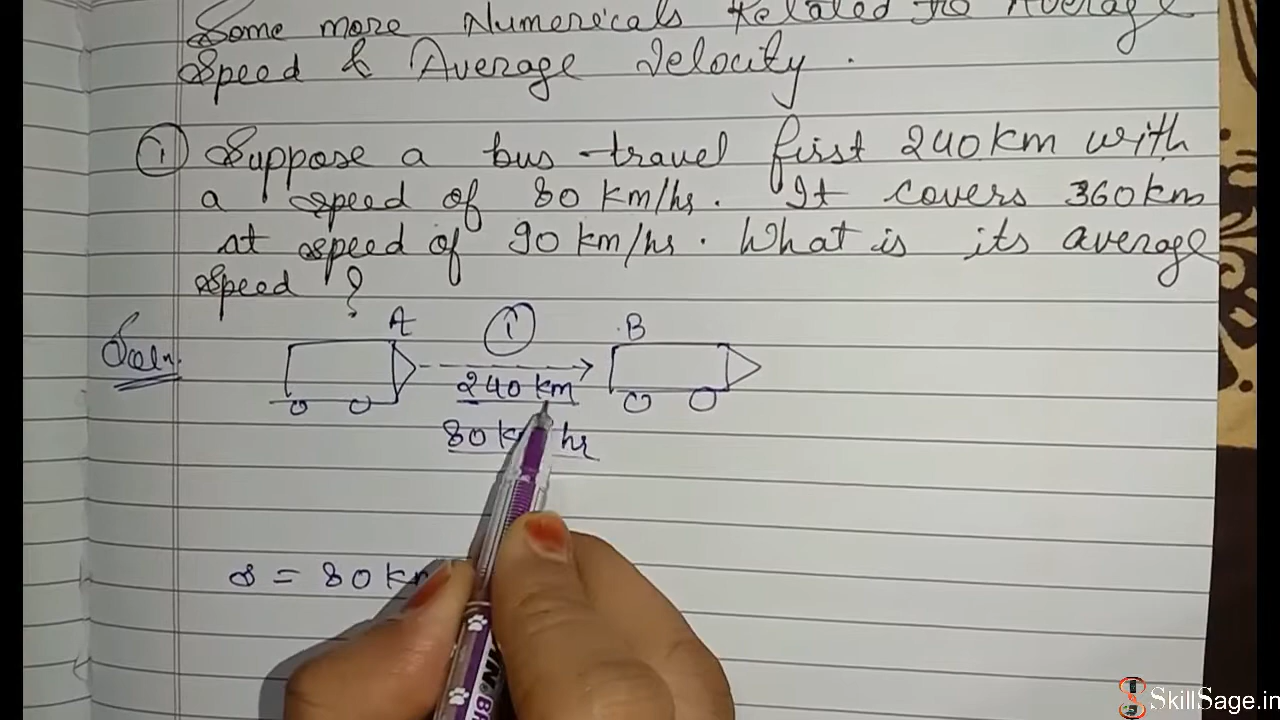 Some more Numericals Related to Average
Speed & Average Velocity.
① Suppose a bus travel first 240 km with
a speed of 80 km/hr. It covers 360 km
at speed of 90 km/hr. What is its average
speed ?
Soln.
A ① B
240 km
80 k hr
s = 80 km
SkillSage.in